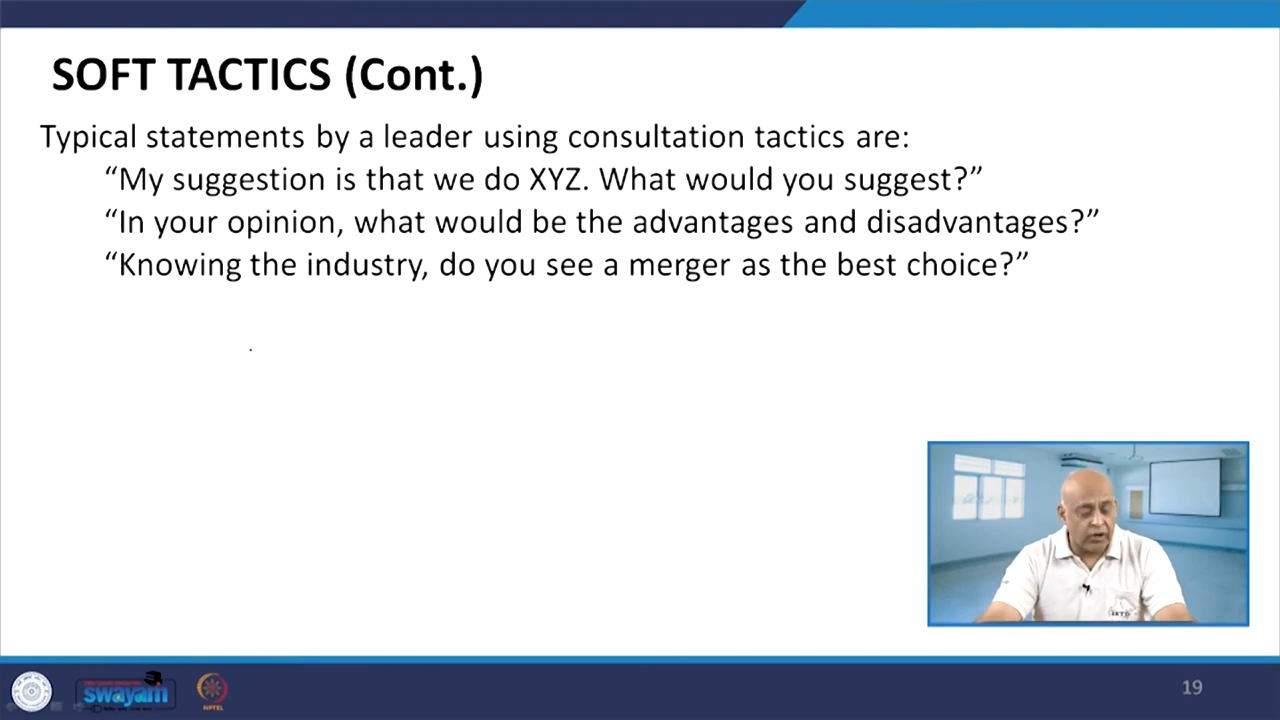 SOFT TACTICS (Cont.)
Typical statements by a leader using consultation tactics are:
“My suggestion is that we do XYZ. What would you suggest?”
“In your opinion, what would be the advantages and disadvantages?”
“Knowing the industry, do you see a merger as the best choice?”
swayam
NPTEL
19